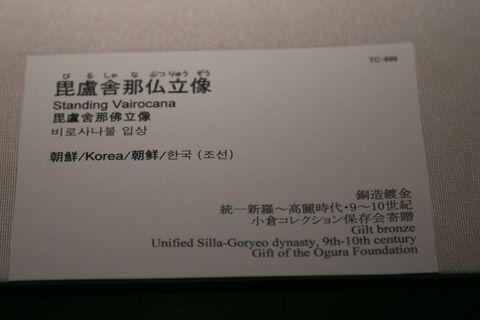 TC-668
びるしゃなぶつりゅうぞう
毘盧舎那仏立像
Standing Vairocana
毘盧舍那佛立像
비로사나불 입상
朝鮮/Korea/朝鲜/한국 (조선)
銅造鍍金
統一新羅～高麗時代・9～10世紀
小倉コレクション保存会寄贈
Gilt bronze
Unified Silla-Goryeo dynasty, 9th-10th century
Gift of the Ogura Foundation